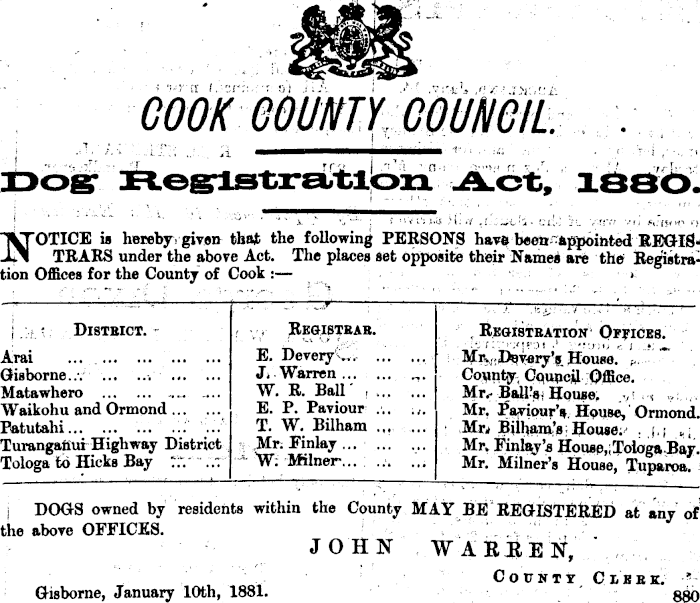 COOK COUNTY COUNCIL.
Dog Registration Act, 1880.
NOTICE is hereby given that the following PERSONS have been appointed REGIS-
TRARS under the above Act. The places set opposite their Names are the Registra-
tion Offices for the County of Cook :—
DISTRICT. REGISTRAR. REGISTRATION OFFICES.
Arai ... ... ... ... ... E. Devery ... ... ... Mr. Devery's House.
Gisborne... ... ... ... ... J. Warren ... ... ... County Council Office.
Matawhero ... ... ... ... W. R. Ball ... ... Mr. Ball's House.
Waikohu and Ormond ... ... E. P. Paviour ... ... Mr. Paviour's House, Ormond.
Patutahi ... ... ... ... ... T. W. Bilham ... ... Mr. Bilham's House.
Turanganui Highway District Mr. Finlay ... ... ... Mr. Finlay's House, Tologa Bay.
Tologa to Hicks Bay ... ... W. Milner... ... ... Mr. Milner's House, Tuparoa.
DOGS owned by residents within the County MAY BE REGISTERED at any of
the above OFFICES.
JOHN WARREN,
COUNTY CLERK.
Gisborne, January 10th, 1881. 880